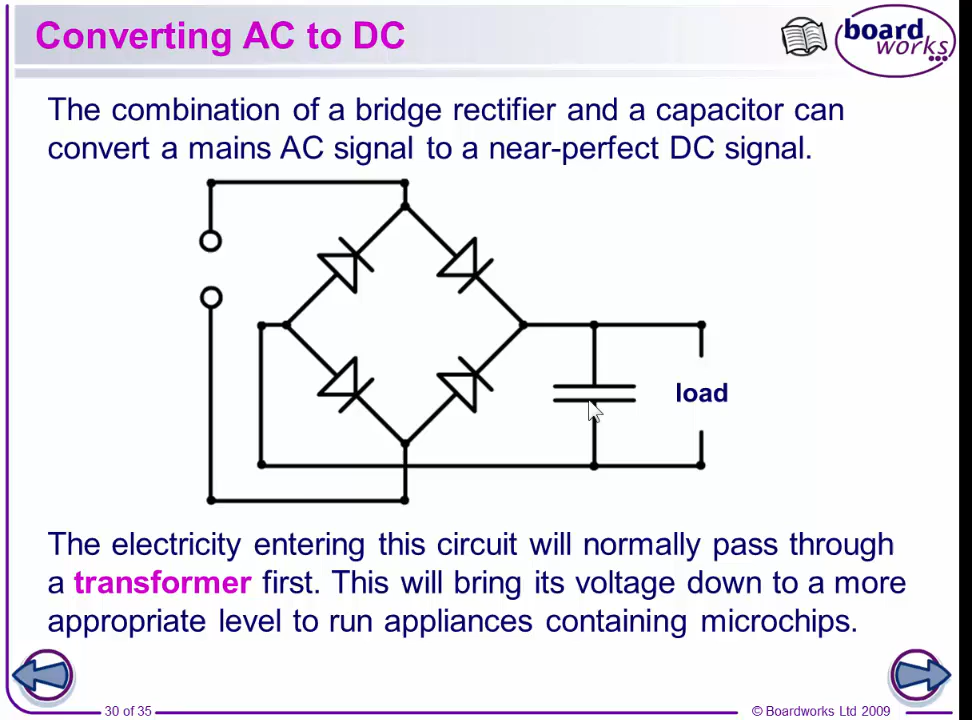 Converting AC to DC
board
works
The combination of a bridge rectifier and a capacitor can
convert a mains AC signal to a near-perfect DC signal.
load
The electricity entering this circuit will normally pass through
a transformer first. This will bring its voltage down to a more
appropriate level to run appliances containing microchips.
30 of 35
© Boardworks Ltd 2009